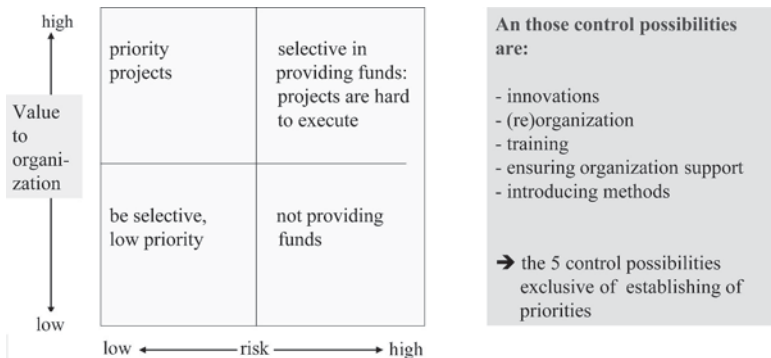 high
Value
to
organi-
zation
low
priority
projects
selective in
providing funds:
projects are hard
to execute
be selective,
low priority
not providing
funds
low
risk
high
An those control possibilities
are:
- innovations
- (re)organization
- training
- ensuring organization support
- introducing methods
➔ the 5 control possibilities
exclusive of establishing of
priorities